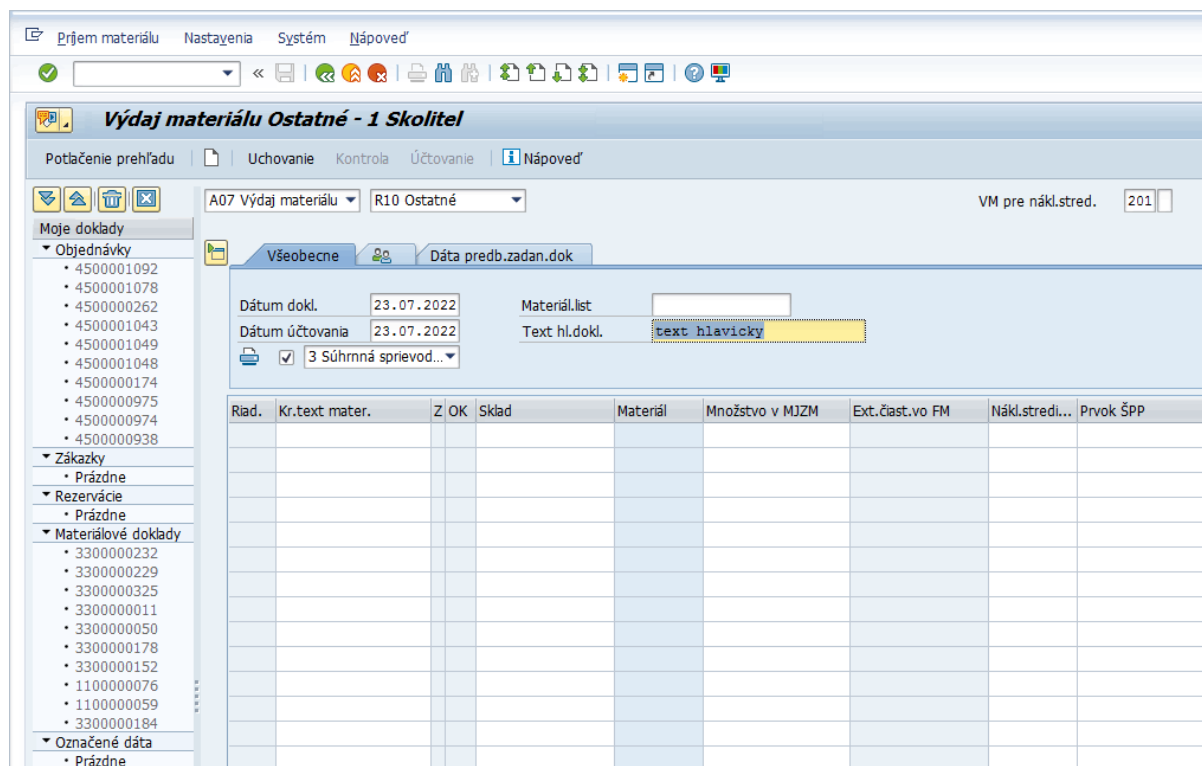 Príjem materiálu Nastavenia Systém Nápoveď
Výdaj materiálu Ostatné - 1 Skolitel
Potlačenie prehľadu Uchovanie Kontrola Účtovanie Nápoveď
A07 Výdaj materiálu R10 Ostatné VM pre nákl.stred. 201
Moje doklady
Objednávky
4500001092
4500001078
4500000262
4500001043
4500001049
4500001048
4500000174
4500000975
4500000974
4500000938
Zákazky
Prázdne
Rezervácie
Prázdne
Materiálové doklady
3300000232
3300000229
3300000325
3300000011
3300000050
3300000178
3300000152
1100000076
1100000059
3300000184
Označené dáta
Prázdne
Všeobecne Dáta predb.zadan.dok
Dátum dokl. 23.07.2022 Materiál.list
Dátum účtovania 23.07.2022 Text hl.dokl. text hlavicky
3 Súhrnná sprievod...
Riad. Kr.text mater. Z OK Sklad Materiál Množstvo v MJZM Ext.čiast.vo FM Nákl.stredi... Prvok ŠPP